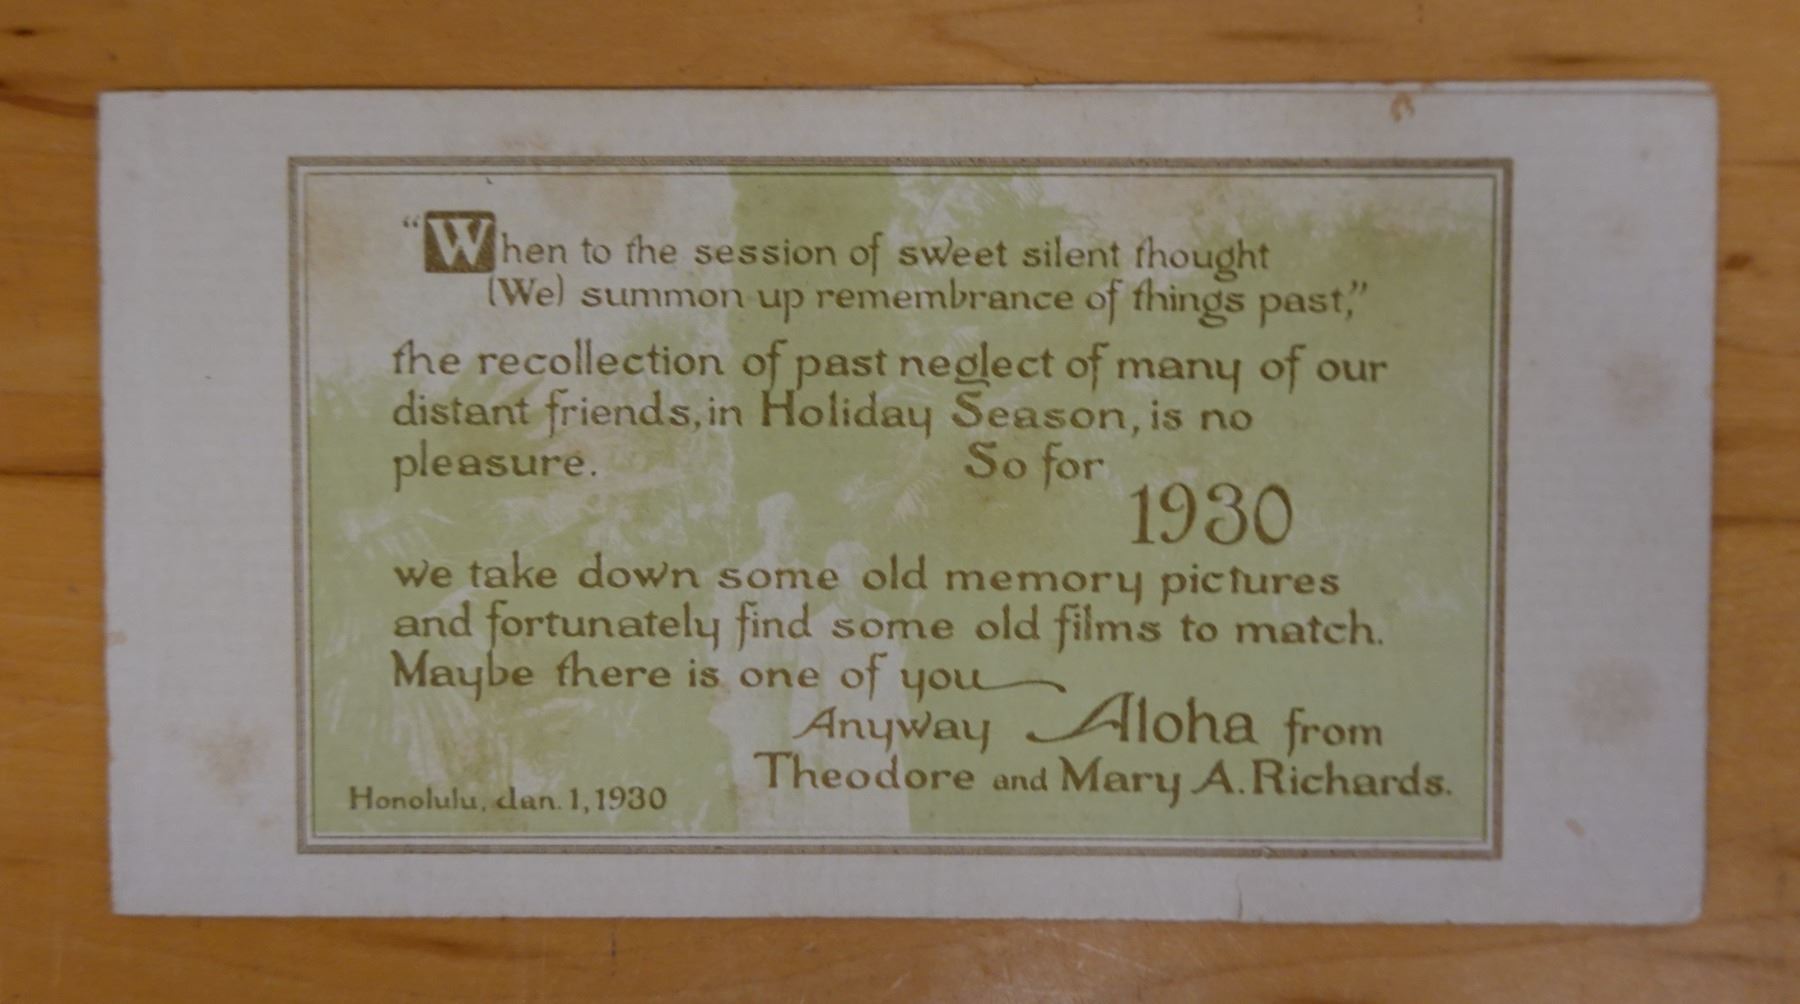 "When to the session of sweet silent thought
(We) summon up remembrance of things past,"
the recollection of past neglect of many of our
distant friends, in Holiday Season, is no
pleasure. So for
1930
we take down some old memory pictures
and fortunately find some old films to match.
Maybe there is one of you
Anyway Aloha from
Theodore and Mary A. Richards.
Honolulu, Jan. 1, 1930